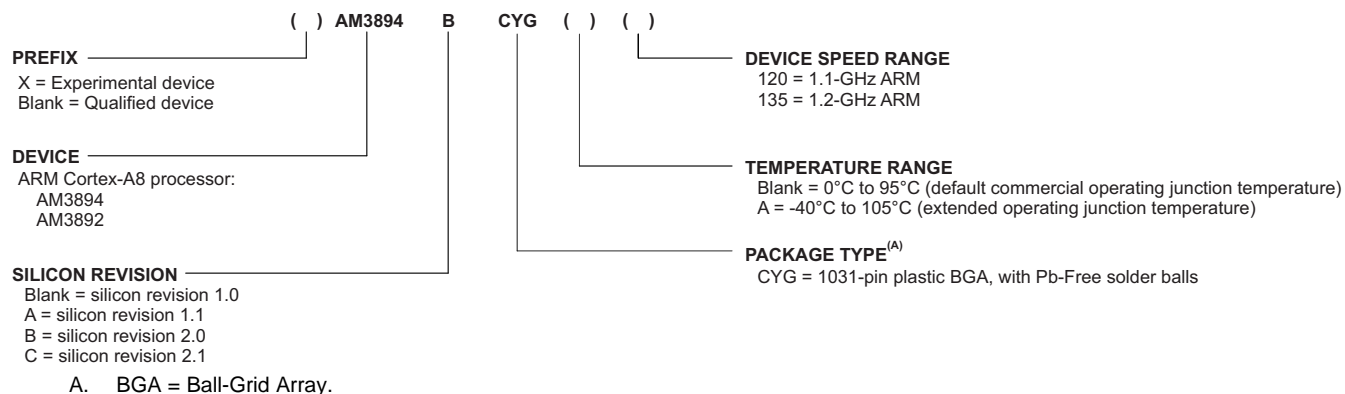 ( ) AM3894 B CYG ( ) ( )
PREFIX
X = Experimental device
Blank = Qualified device
DEVICE
ARM Cortex-A8 processor:
AM3894
AM3892
SILICON REVISION
Blank = silicon revision 1.0
A = silicon revision 1.1
B = silicon revision 2.0
C = silicon revision 2.1
DEVICE SPEED RANGE
120 = 1.1-GHz ARM
135 = 1.2-GHz ARM
TEMPERATURE RANGE
Blank = 0°C to 95°C (default commercial operating junction temperature)
A = -40°C to 105°C (extended operating junction temperature)
PACKAGE TYPE(A)
CYG = 1031-pin plastic BGA, with Pb-Free solder balls
A. BGA = Ball-Grid Array.